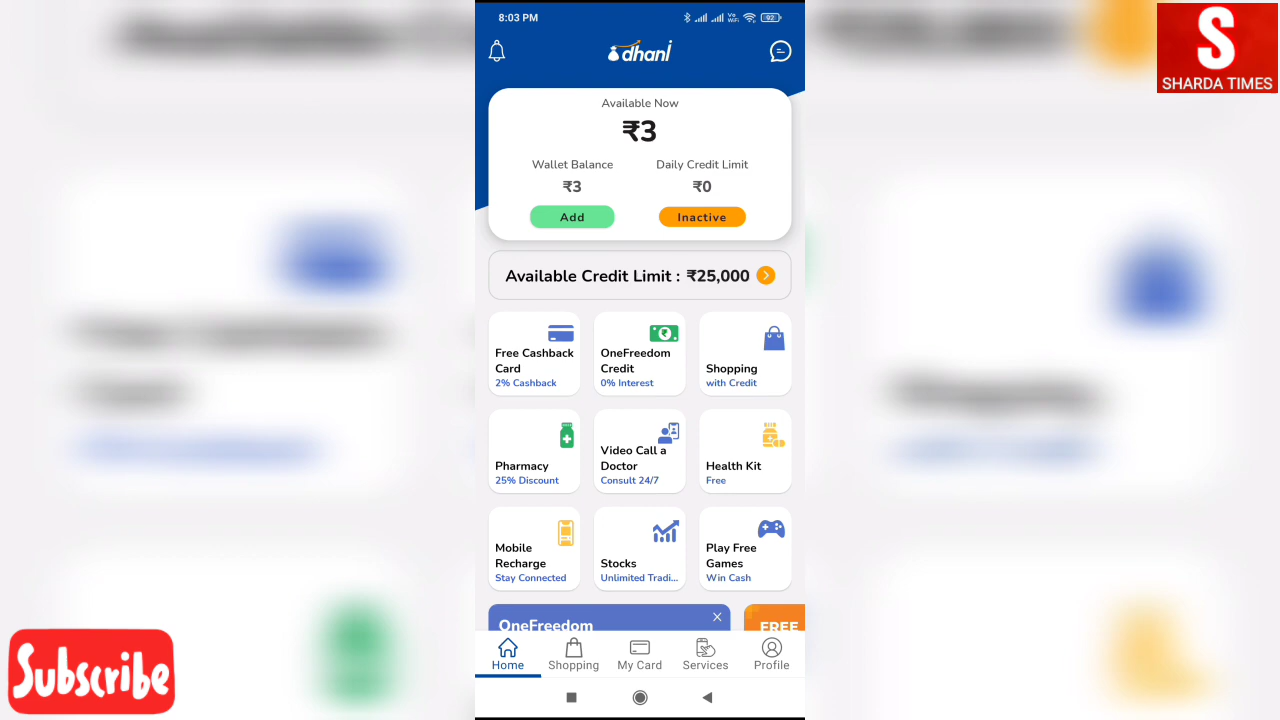 8:03 PM
Vo
WiFi
92
dhani
S
SHARDA TIMES
Available Now
₹3
Wallet Balance
Daily Credit Limit
₹3
₹0
Add
Inactive
Available Credit Limit : ₹25,000
Free Cashback
Card
2% Cashback
OneFreedom
Credit
0% Interest
Shopping
with Credit
Pharmacy
25% Discount
Video Call a
Doctor
Consult 24/7
Health Kit
Free
Mobile
Recharge
Stay Connected
Stocks
Unlimited Tradi...
Play Free
Games
Win Cash
OneFreedom
FREE
Home
Shopping
My Card
Services
Profile
Subscribe